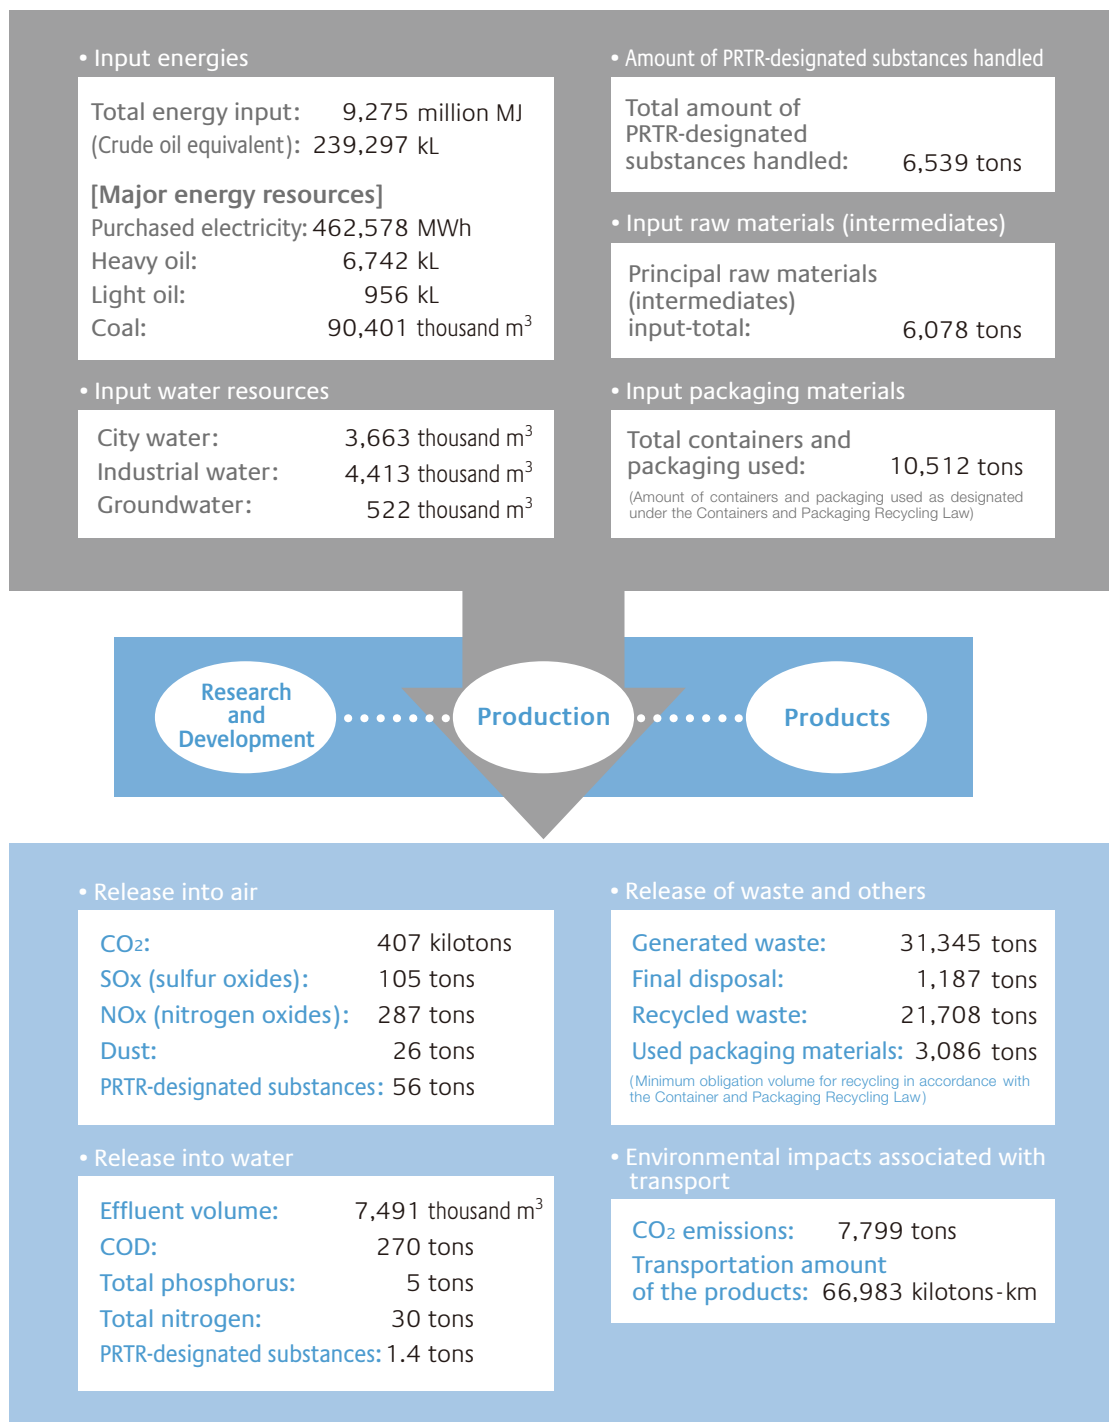 • Input energies
Total energy input: 9,275 million MJ
(Crude oil equivalent): 239,297 kL
[Major energy resources]
Purchased electricity: 462,578 MWh
Heavy oil: 6,742 kL
Light oil: 956 kL
Coal: 90,401 thousand m³
• Input water resources
City water: 3,663 thousand m³
Industrial water: 4,413 thousand m³
Groundwater: 522 thousand m³
• Amount of PRTR-designated substances handled
Total amount of
PRTR-designated
substances handled: 6,539 tons
• Input raw materials (intermediates)
Principal raw materials
(intermediates)
input-total: 6,078 tons
• Input packaging materials
Total containers and
packaging used: 10,512 tons
(Amount of containers and packaging used as designated
under the Containers and Packaging Recycling Law)
Research
and
Development
Production
Products
• Release into air
CO₂: 407 kilotons
SOx (sulfur oxides): 105 tons
NOx (nitrogen oxides): 287 tons
Dust: 26 tons
PRTR-designated substances: 56 tons
• Release into water
Effluent volume: 7,491 thousand m³
COD: 270 tons
Total phosphorus: 5 tons
Total nitrogen: 30 tons
PRTR-designated substances: 1.4 tons
• Release of waste and others
Generated waste: 31,345 tons
Final disposal: 1,187 tons
Recycled waste: 21,708 tons
Used packaging materials: 3,086 tons
(Minimum obligation volume for recycling in accordance with
the Container and Packaging Recycling Law)
• Environmental impacts associated with
transport
CO₂ emissions: 7,799 tons
Transportation amount
of the products: 66,983 kilotons-km